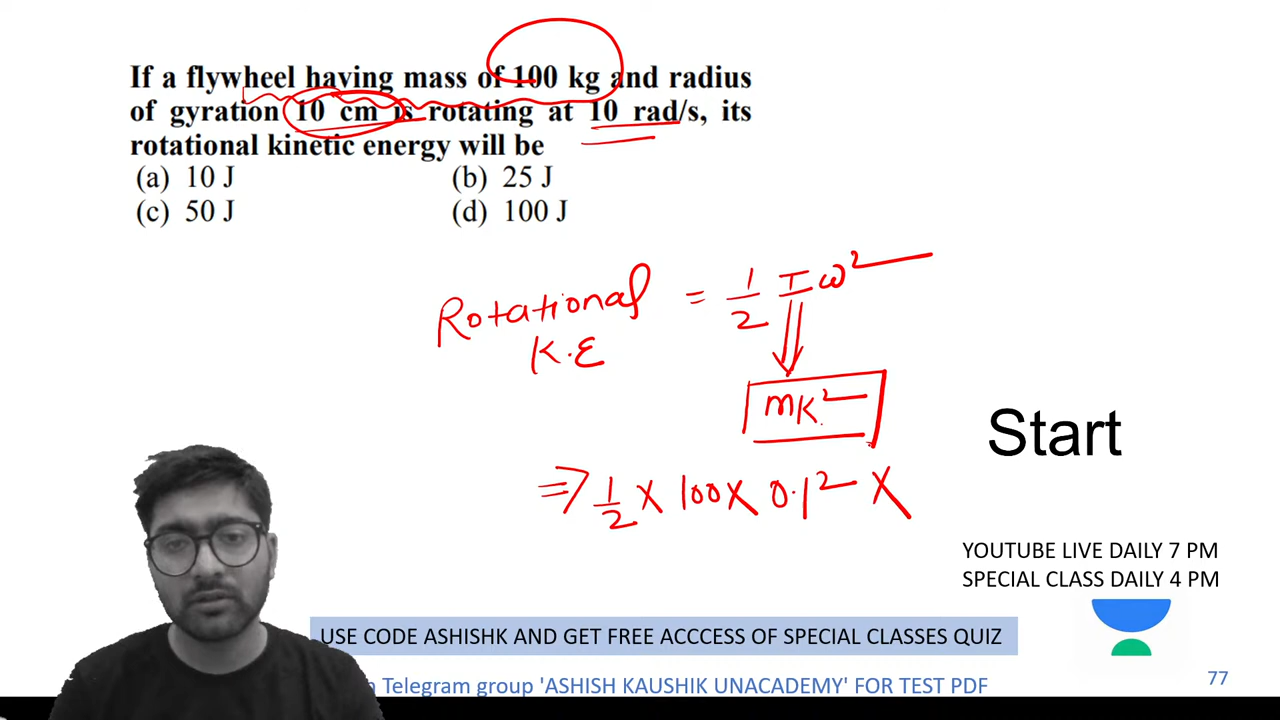 If a flywheel having mass of 100 kg and radius
of gyration 10 cm is rotating at 10 rad/s, its
rotational kinetic energy will be
(a) 10 J (b) 25 J
(c) 50 J (d) 100 J
Rotational K.E = 1/2 I ω²
mK²
⇒ 1/2 × 100 × 0.1² ×
Start
YOUTUBE LIVE DAILY 7 PM
SPECIAL CLASS DAILY 4 PM
USE CODE ASHISHK AND GET FREE ACCCESS OF SPECIAL CLASSES QUIZ
Telegram group 'ASHISH KAUSHIK UNACADEMY' FOR TEST PDF
77